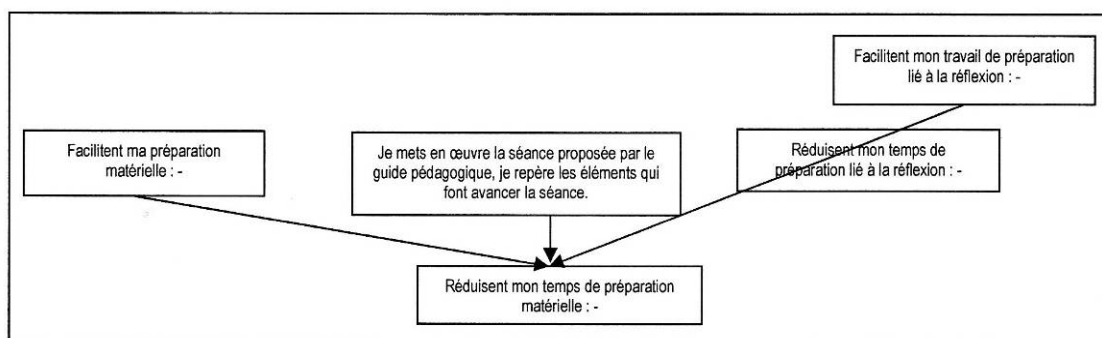 Facilitent mon travail de préparation
lié à la réflexion : -
Facilitent ma préparation
matérielle : -
Je mets en œuvre la séance proposée par le
guide pédagogique, je repère les éléments qui
font avancer la séance.
Réduisent mon temps de
préparation lié à la réflexion : -
Réduisent mon temps de préparation
matérielle : -